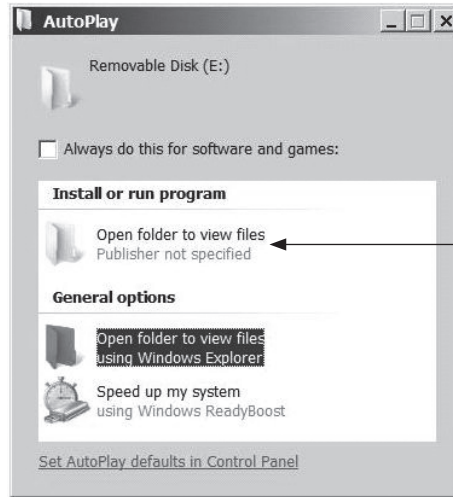 AutoPlay
Removable Disk (E:)
Always do this for software and games:
Install or run program
Open folder to view files
Publisher not specified
General options
Open folder to view files
using Windows Explorer
Speed up my system
using Windows ReadyBoost
Set AutoPlay defaults in Control Panel